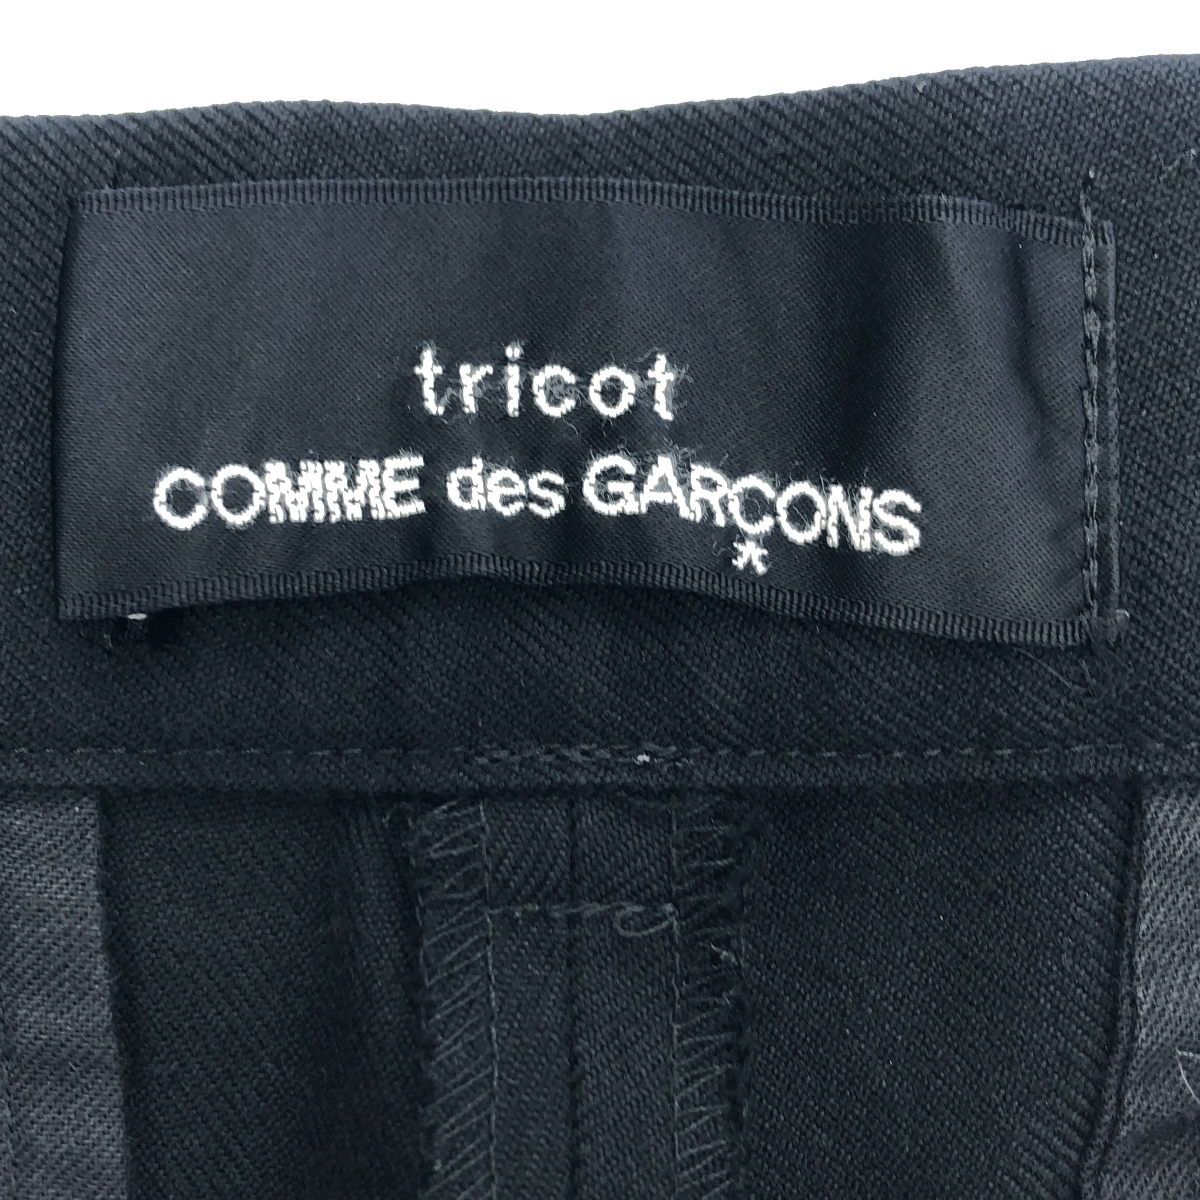 tricot
COMME des GARÇONS
*